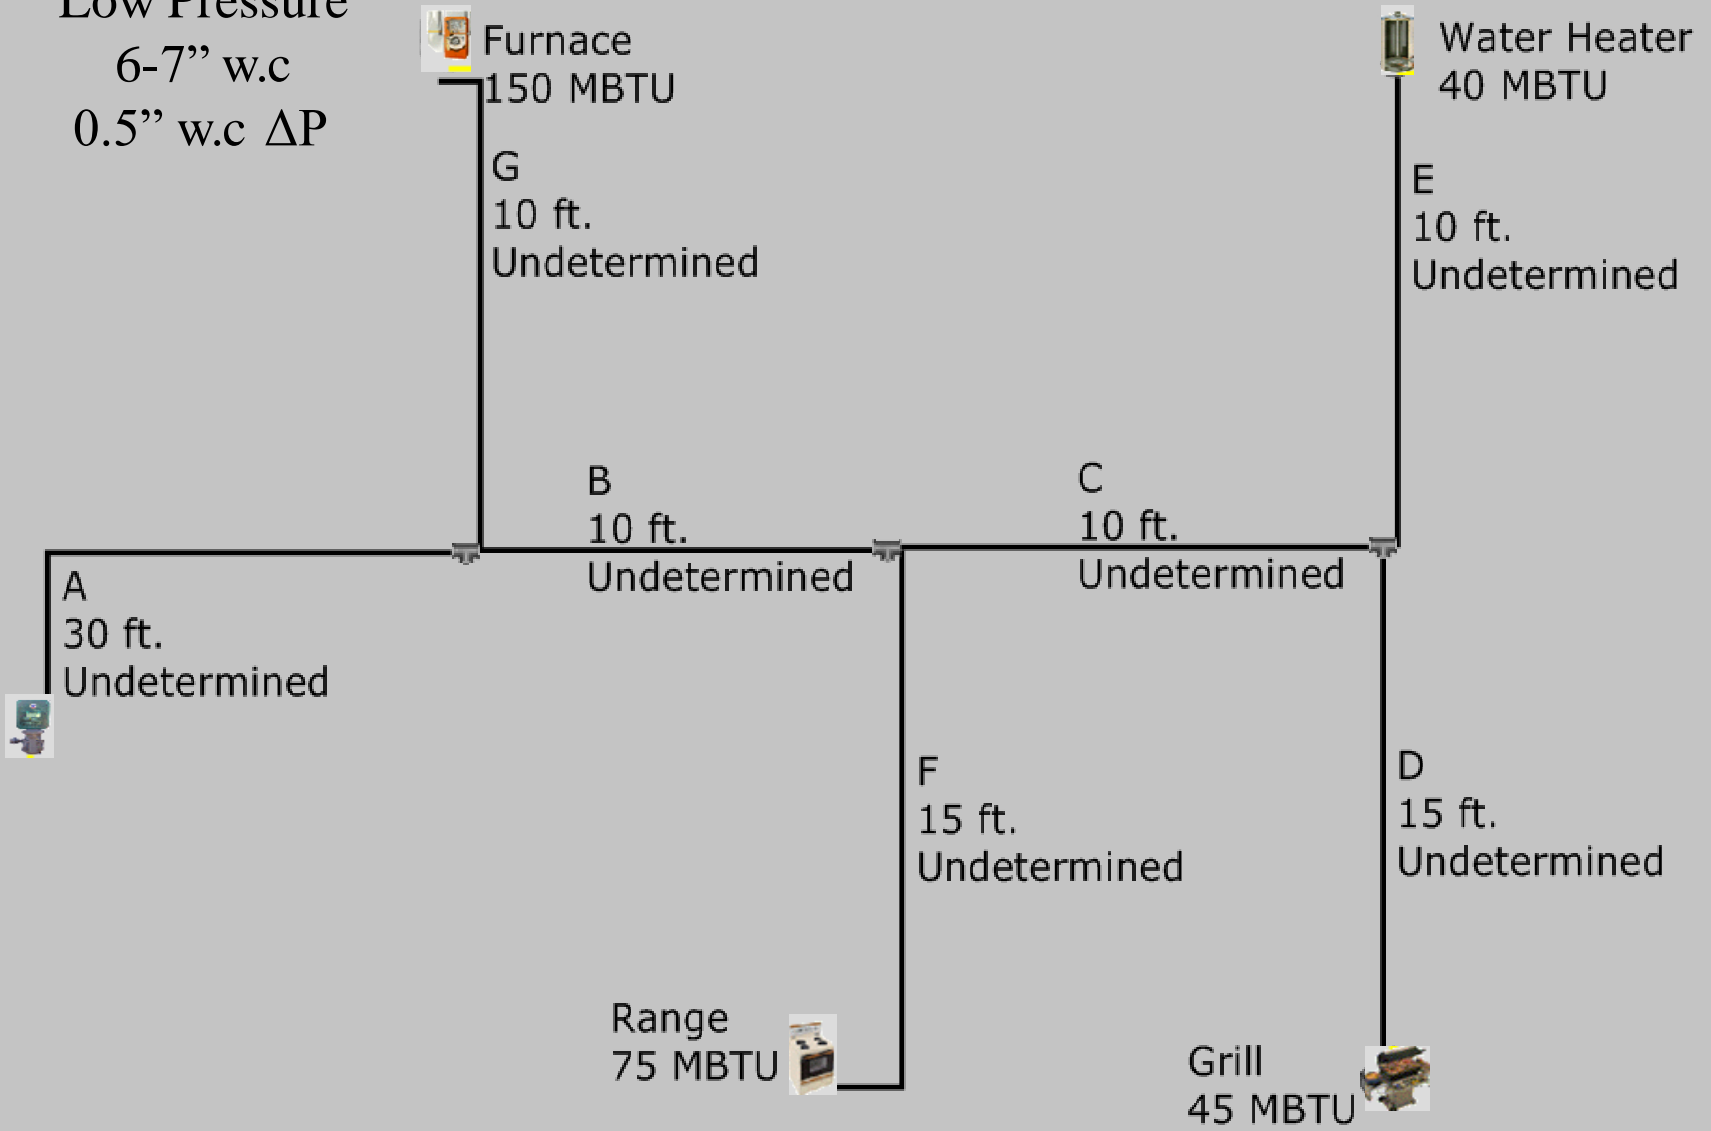 Low Pressure
6-7” w.c
0.5” w.c ΔP
Furnace
150 MBTU
Water Heater
40 MBTU
G
10 ft.
Undetermined
E
10 ft.
Undetermined
B
10 ft.
Undetermined
C
10 ft.
Undetermined
A
30 ft.
Undetermined
F
15 ft.
Undetermined
D
15 ft.
Undetermined
Range
75 MBTU
Grill
45 MBTU